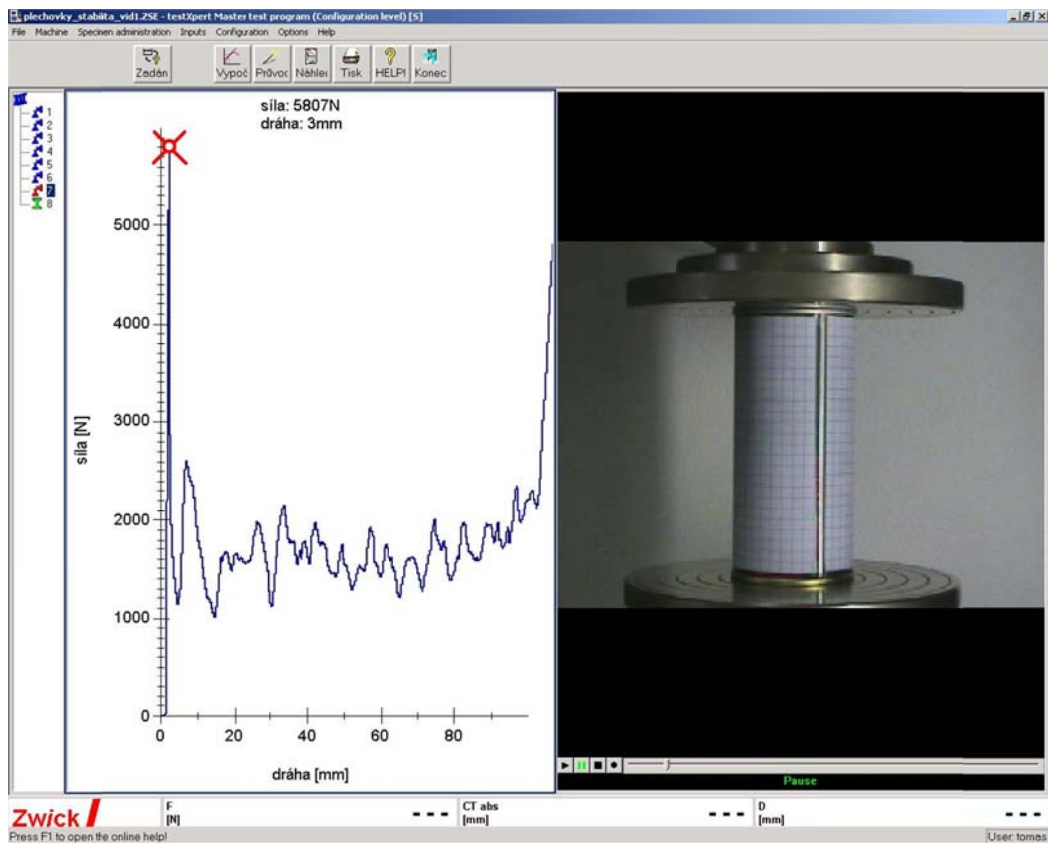 plechovky_stabilta_vid1.ZSE - testXpert Master test program (Configuration level) [S]
File Machine Specimen administration Inputs Configuration Options Help
Zadán Vypoč Průvoc Náhlec Tisk HELP! Konec
1
2
3
4
5
6
7
8
síla: 5807N
dráha: 3mm
5000
4000
3000
2000
1000
0
síla [N]
0 20 40 60 80
dráha [mm]
Pause
Zwick
F
[N]
---
CT abs
[mm]
---
D
[mm]
---
Press F1 to open the online help!
User: tomas